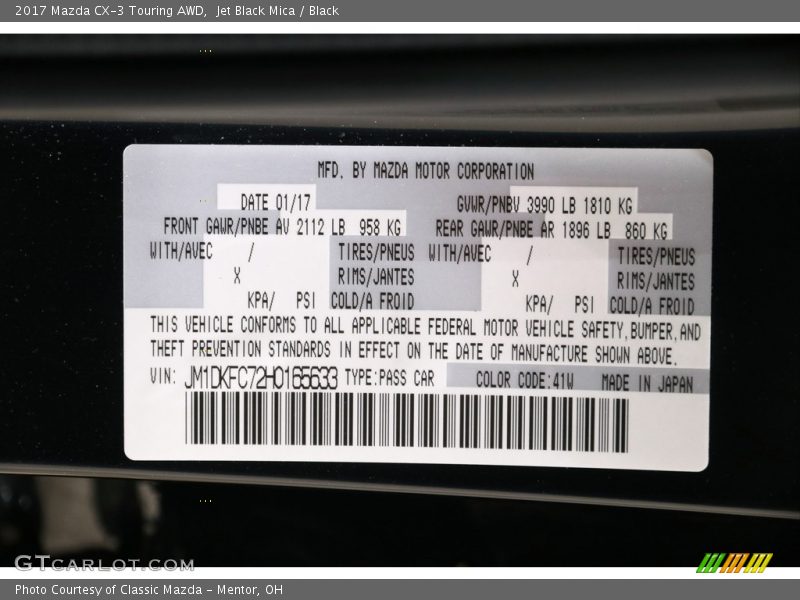 2017 Mazda CX-3 Touring AWD, Jet Black Mica / Black
MFD. BY MAZDA MOTOR CORPORATION
DATE 01/17 GVWR/PNBV 3990 LB 1810 KG
FRONT GAWR/PNBE AV 2112 LB 958 KG REAR GAWR/PNBE AR 1896 LB 860 KG
WITH/AVEC / TIRES/PNEUS WITH/AVEC / TIRES/PNEUS
X RIMS/JANTES X RIMS/JANTES
KPA/ PSI COLD/A FROID KPA/ PSI COLD/A FROID
THIS VEHICLE CONFORMS TO ALL APPLICABLE FEDERAL MOTOR VEHICLE SAFETY,BUMPER,AND
THEFT PREVENTION STANDARDS IN EFFECT ON THE DATE OF MANUFACTURE SHOWN ABOVE.
VIN: JM1DKFC72H0165633 TYPE:PASS CAR COLOR CODE:41W MADE IN JAPAN
GTCARLOT.COM
Photo Courtesy of Classic Mazda - Mentor, OH